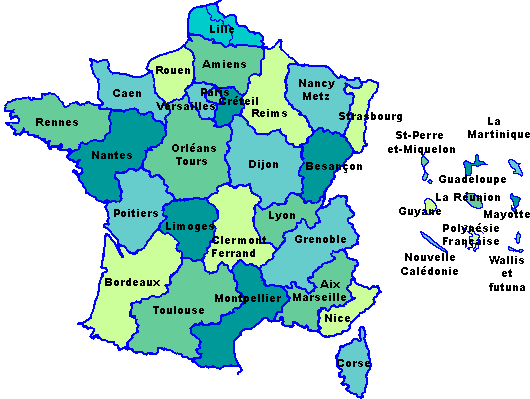 Lille
Amiens
Rouen
Nancy
Metz
Caen
Paris
Versailles
Créteil
Reims
Strasbourg
Rennes
Nantes
Orléans
Tours
Dijon
Besançon
Poitiers
Limoges
Clermont
Ferrand
Lyon
Grenoble
Bordeaux
Toulouse
Montpellier
Aix
Marseille
Nice
Corse
La
Martinique
St-Perre
et-Miquelon
Guadeloupe
La Réunion
Guyane
Mayotte
Polynésie
Française
Nouvelle
Calédonie
Wallis
et
futuna